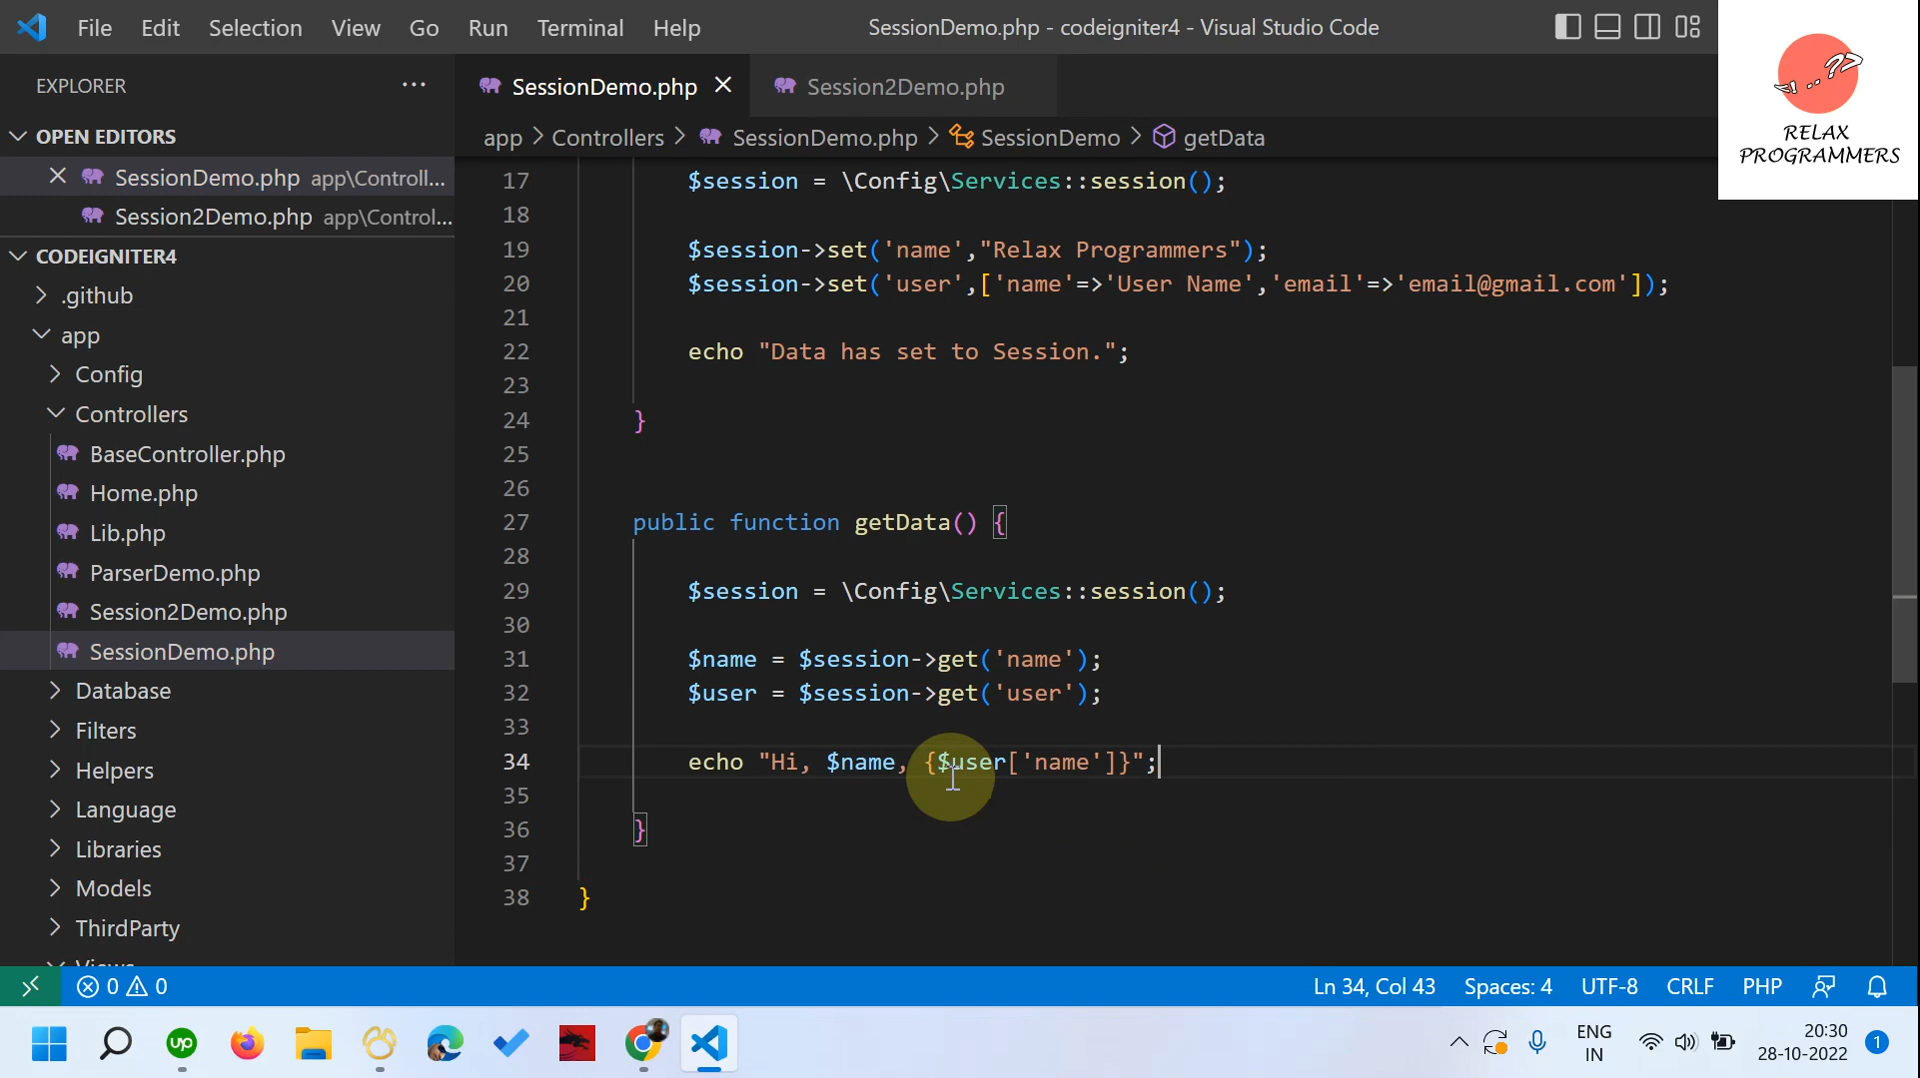 File Edit Selection View Go Run Terminal Help
SessionDemo.php - codeigniter4 - Visual Studio Code
<!..??>
RELAX
PROGRAMMERS
EXPLORER
OPEN EDITORS
SessionDemo.php app\Controll...
Session2Demo.php app\Control...
CODEIGNITER4
.github
app
Config
Controllers
BaseController.php
Home.php
Lib.php
ParserDemo.php
Session2Demo.php
SessionDemo.php
Database
Filters
Helpers
Language
Libraries
Models
ThirdParty
Views
SessionDemo.php Session2Demo.php
app > Controllers > SessionDemo.php > SessionDemo > getData
17 $session = \Config\Services::session();
18
19 $session->set('name',"Relax Programmers");
20 $session->set('user',['name'=>'User Name','email'=>'email@gmail.com']);
21
22 echo "Data has set to Session.";
23
24 }
25
26
27 public function getData() {
28
29 $session = \Config\Services::session();
30
31 $name = $session->get('name');
32 $user = $session->get('user');
33
34 echo "Hi, $name, {$user['name']}";
35
36 }
37
38 }
0 0
Ln 34, Col 43 Spaces: 4 UTF-8 CRLF PHP
up
ENG
IN
20:30
28-10-2022
1